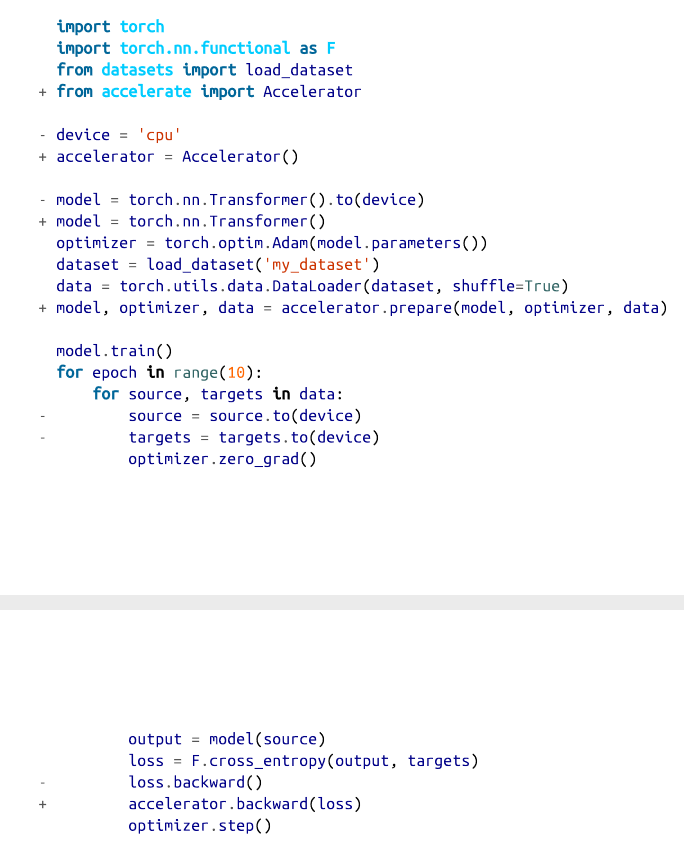 import torch
  import torch.nn.functional as F
  from datasets import load_dataset
+ from accelerate import Accelerator

- device = 'cpu'
+ accelerator = Accelerator()

- model = torch.nn.Transformer().to(device)
+ model = torch.nn.Transformer()
  optimizer = torch.optim.Adam(model.parameters())
  dataset = load_dataset('my_dataset')
  data = torch.utils.data.DataLoader(dataset, shuffle=True)
+ model, optimizer, data = accelerator.prepare(model, optimizer, data)

  model.train()
  for epoch in range(10):
      for source, targets in data:
-         source = source.to(device)
-         targets = targets.to(device)
          optimizer.zero_grad()

          output = model(source)
          loss = F.cross_entropy(output, targets)
-         loss.backward()
+         accelerator.backward(loss)
          optimizer.step()